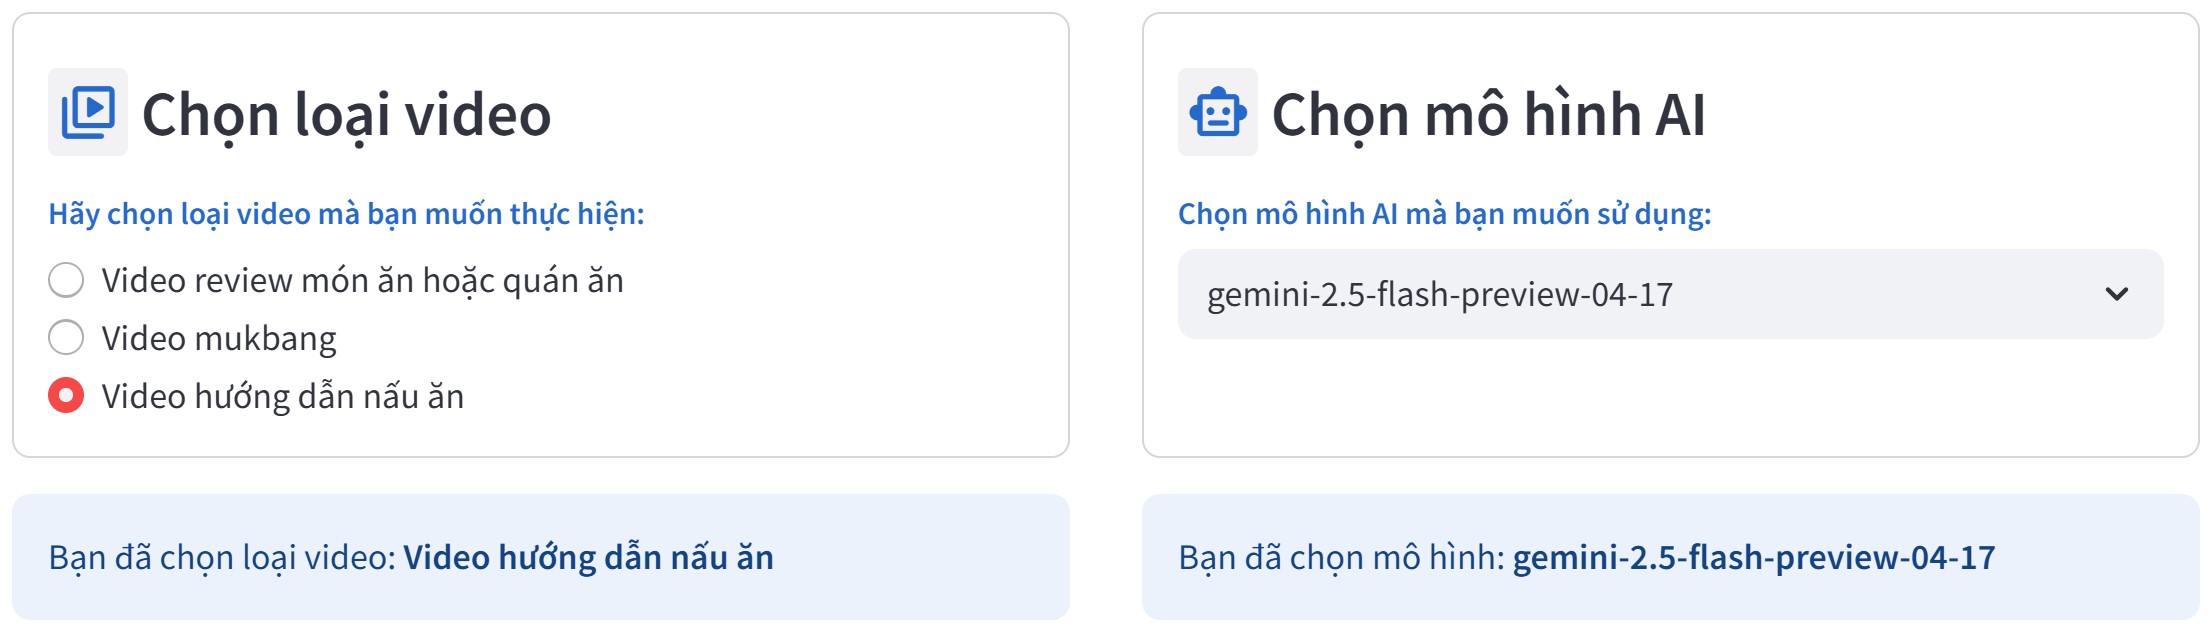 Chọn loại video
Hãy chọn loại video mà bạn muốn thực hiện:
Video review món ăn hoặc quán ăn
Video mukbang
Video hướng dẫn nấu ăn
Bạn đã chọn loại video: Video hướng dẫn nấu ăn
Chọn mô hình AI
Chọn mô hình AI mà bạn muốn sử dụng:
gemini-2.5-flash-preview-04-17
Bạn đã chọn mô hình: gemini-2.5-flash-preview-04-17